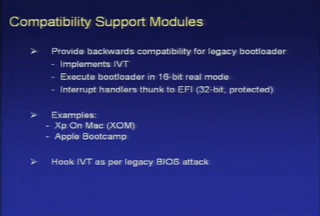 Compatibility Support Modules
➢ Provide backwards compatibility for legacy bootloader
- Implements IVT
- Execute bootloader in 16-bit real mode
- Interrupt handlers thunk to EFI (32-bit, protected)
➢ Examples:
- Xp On Mac (XOM)
- Apple Bootcamp
➢ Hook IVT as per legacy BIOS attack